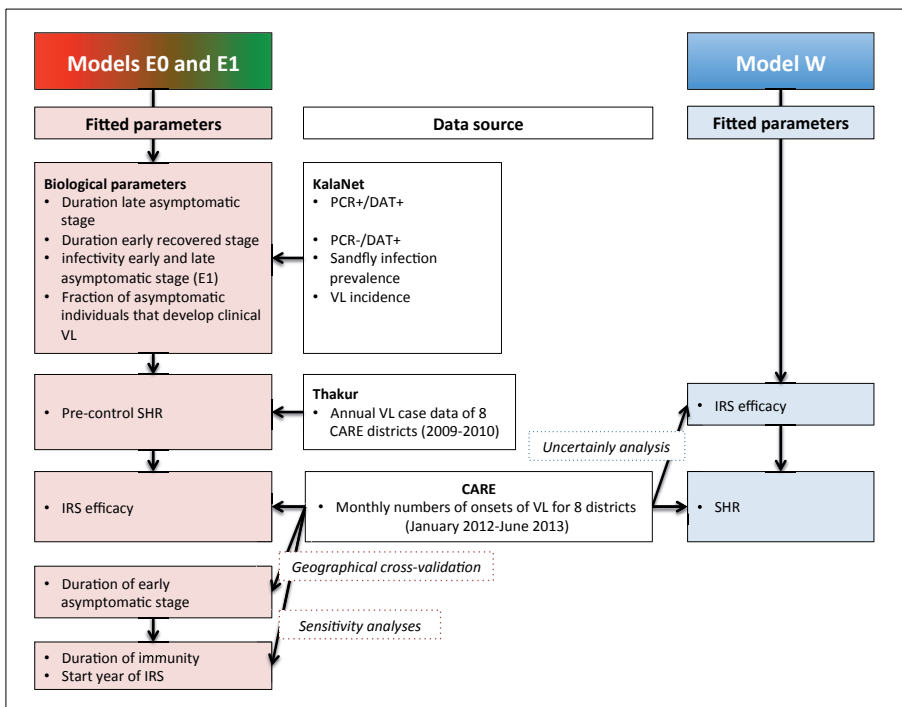 Models E0 and E1
Model W
Fitted parameters
Data source
Fitted parameters
Biological parameters
• Duration late asymptomatic
stage
• Duration early recovered stage
• infectivity early and late
asymptomatic stage (E1)
• Fraction of asymptomatic
individuals that develop clinical
VL
KalaNet
• PCR+/DAT+
• PCR-/DAT+
• Sandfly infection
prevalence
• VL incidence
• Pre-control SHR
Thakur
• Annual VL case data of 8
CARE districts (2009-2010)
• IRS efficacy
Uncertainly analysis
• IRS efficacy
CARE
• Monthly numbers of onsets of VL for 8 districts
(January 2012-June 2013)
• SHR
Geographical cross-validation
• Duration of early
asymptomatic stage
Sensitivity analyses
• Duration of immunity
• Start year of IRS